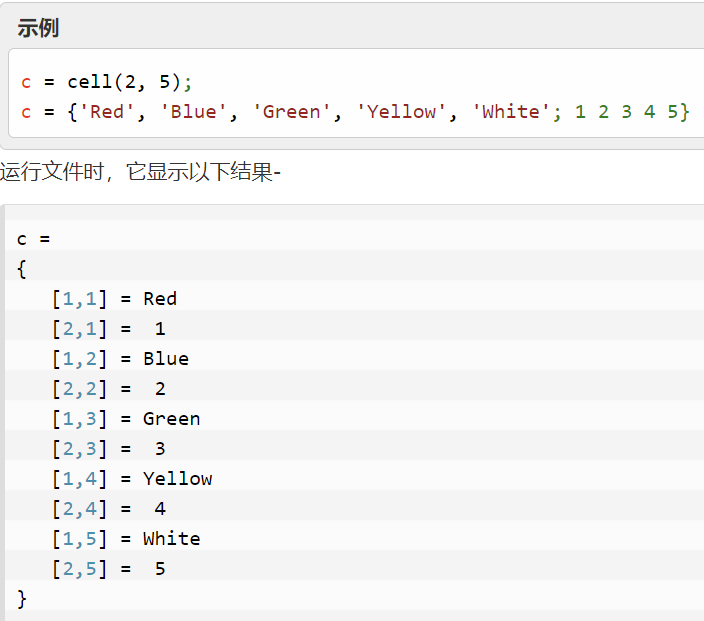 示例
c = cell(2, 5);
c = {'Red', 'Blue', 'Green', 'Yellow', 'White'; 1 2 3 4 5}
运行文件时，它显示以下结果-
c =
{
   [1,1] = Red
   [2,1] =  1
   [1,2] = Blue
   [2,2] =  2
   [1,3] = Green
   [2,3] =  3
   [1,4] = Yellow
   [2,4] =  4
   [1,5] = White
   [2,5] =  5
}